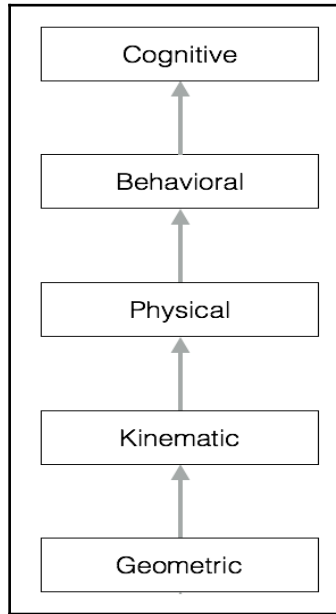 Cognitive
Behavioral
Physical
Kinematic
Geometric